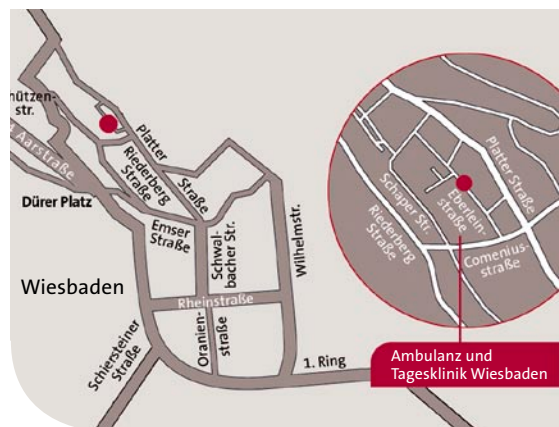 nützen-
str.
Aarstraße
Platter
Straße
Riederberg
Straße
Dürer Platz
Emser
Straße
Schwal-
bacher Str.
Wilhelmstr.
Wiesbaden
Rheinstraße
Oranien-
straße
Schiersteiner
Straße
1. Ring
Platter Straße
Schaper Str.
Eberlein-
straße
Riederberg
Straße
Comenius-
straße
Ambulanz und
Tagesklinik Wiesbaden